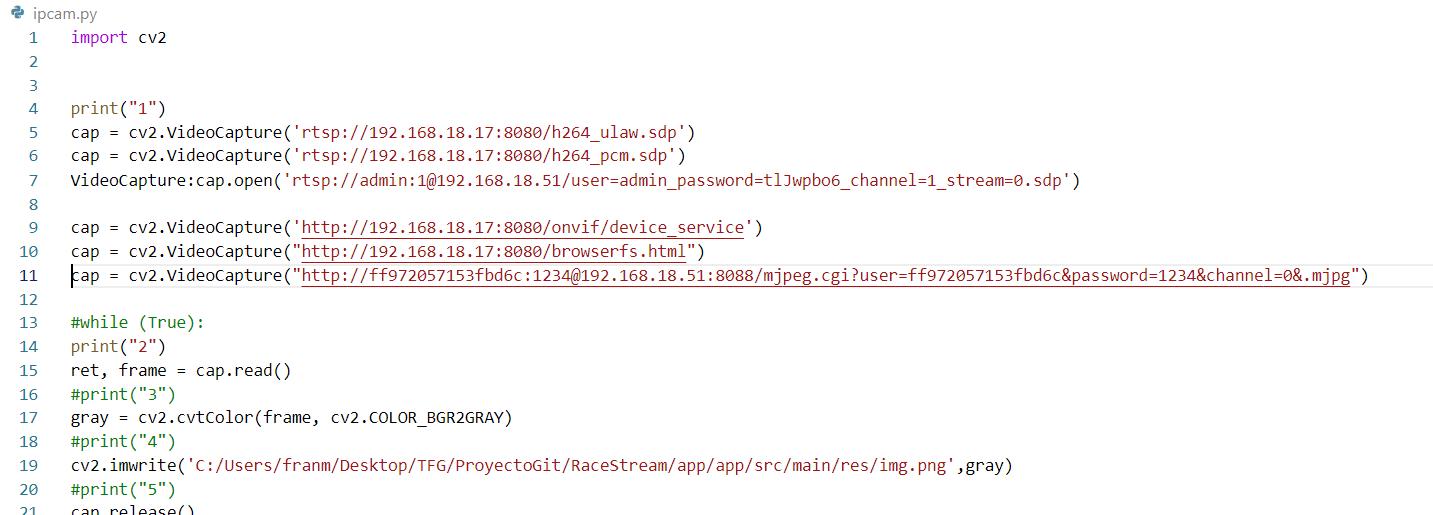 ipcam.py
1 import cv2
2
3
4 print("1")
5 cap = cv2.VideoCapture('rtsp://192.168.18.17:8080/h264_ulaw.sdp')
6 cap = cv2.VideoCapture('rtsp://192.168.18.17:8080/h264_pcm.sdp')
7 VideoCapture:cap.open('rtsp://admin:1@192.168.18.51/user=admin_password=tlJwpbo6_channel=1_stream=0.sdp')
8
9 cap = cv2.VideoCapture('http://192.168.18.17:8080/onvif/device_service')
10 cap = cv2.VideoCapture("http://192.168.18.17:8080/browserfs.html")
11 cap = cv2.VideoCapture("http://ff972057153fbd6c:1234@192.168.18.51:8088/mjpeg.cgi?user=ff972057153fbd6c&password=1234&channel=0&.mjpg")
12
13 #while (True):
14 print("2")
15 ret, frame = cap.read()
16 #print("3")
17 gray = cv2.cvtColor(frame, cv2.COLOR_BGR2GRAY)
18 #print("4")
19 cv2.imwrite('C:/Users/franm/Desktop/TFG/ProyectoGit/RaceStream/app/app/src/main/res/img.png',gray)
20 #print("5")
21 cap.release()